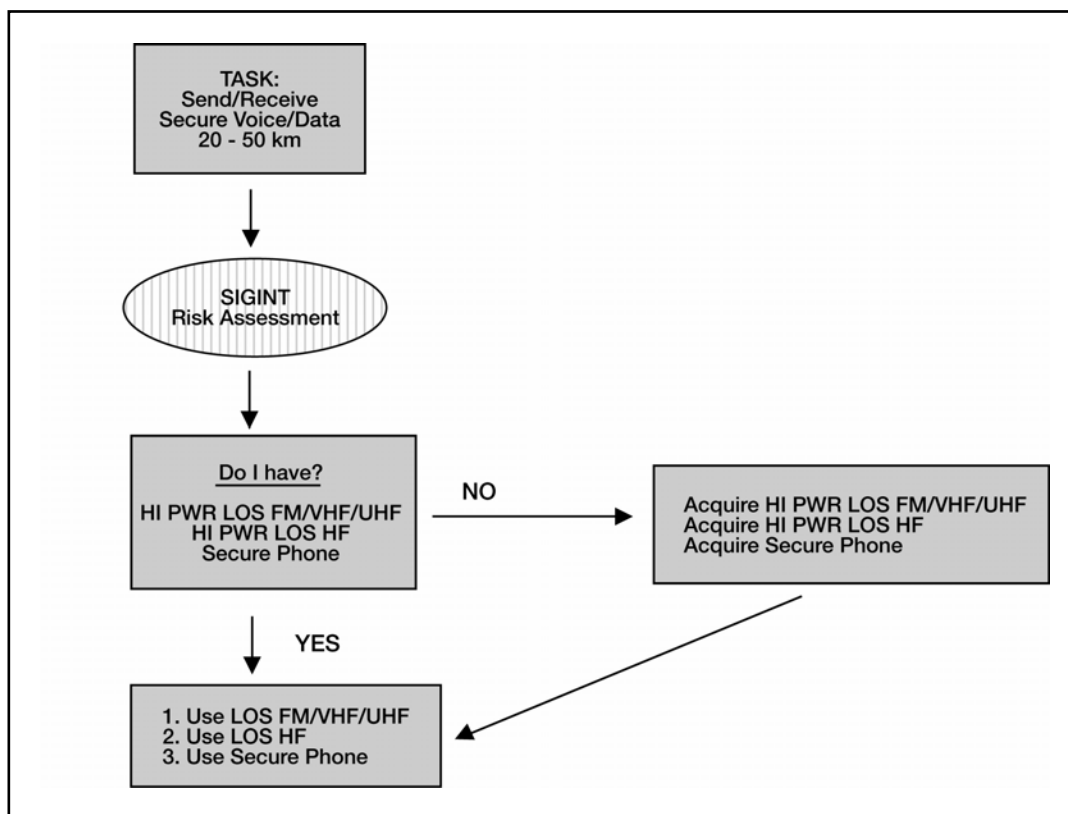 TASK:
Send/Receive
Secure Voice/Data
20 - 50 km
SIGINT
Risk Assessment
Do I have?
HI PWR LOS FM/VHF/UHF
HI PWR LOS HF
Secure Phone
NO
Acquire HI PWR LOS FM/VHF/UHF
Acquire HI PWR LOS HF
Acquire Secure Phone
YES
1. Use LOS FM/VHF/UHF
2. Use LOS HF
3. Use Secure Phone